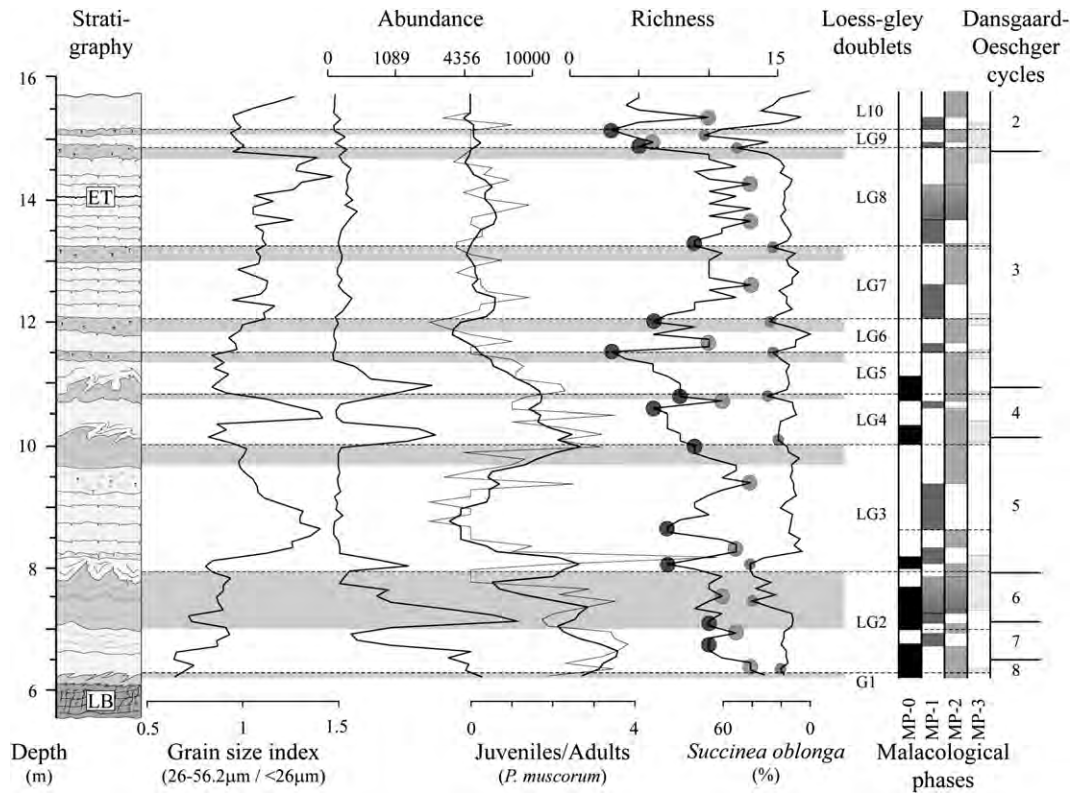 Strati-
graphy
Abundance
Richness
Loess-gley
doublets
Dansgaard-
Oeschger
cycles
0 1089 4356 10000 0 15
16
14
12
10
8
6
ET
LB
L10
LG9
LG8
LG7
LG6
LG5
LG4
LG3
LG2
G1
2
3
4
5
6
7
8
MP-0
MP-1
MP-2
MP-3
0.5 1 1.5 0 4 60 0
Depth
(m)
Grain size index
(26-56.2µm / <26µm)
Juveniles/Adults
(P. muscorum)
Succinea oblonga
(%)
Malacological
phases